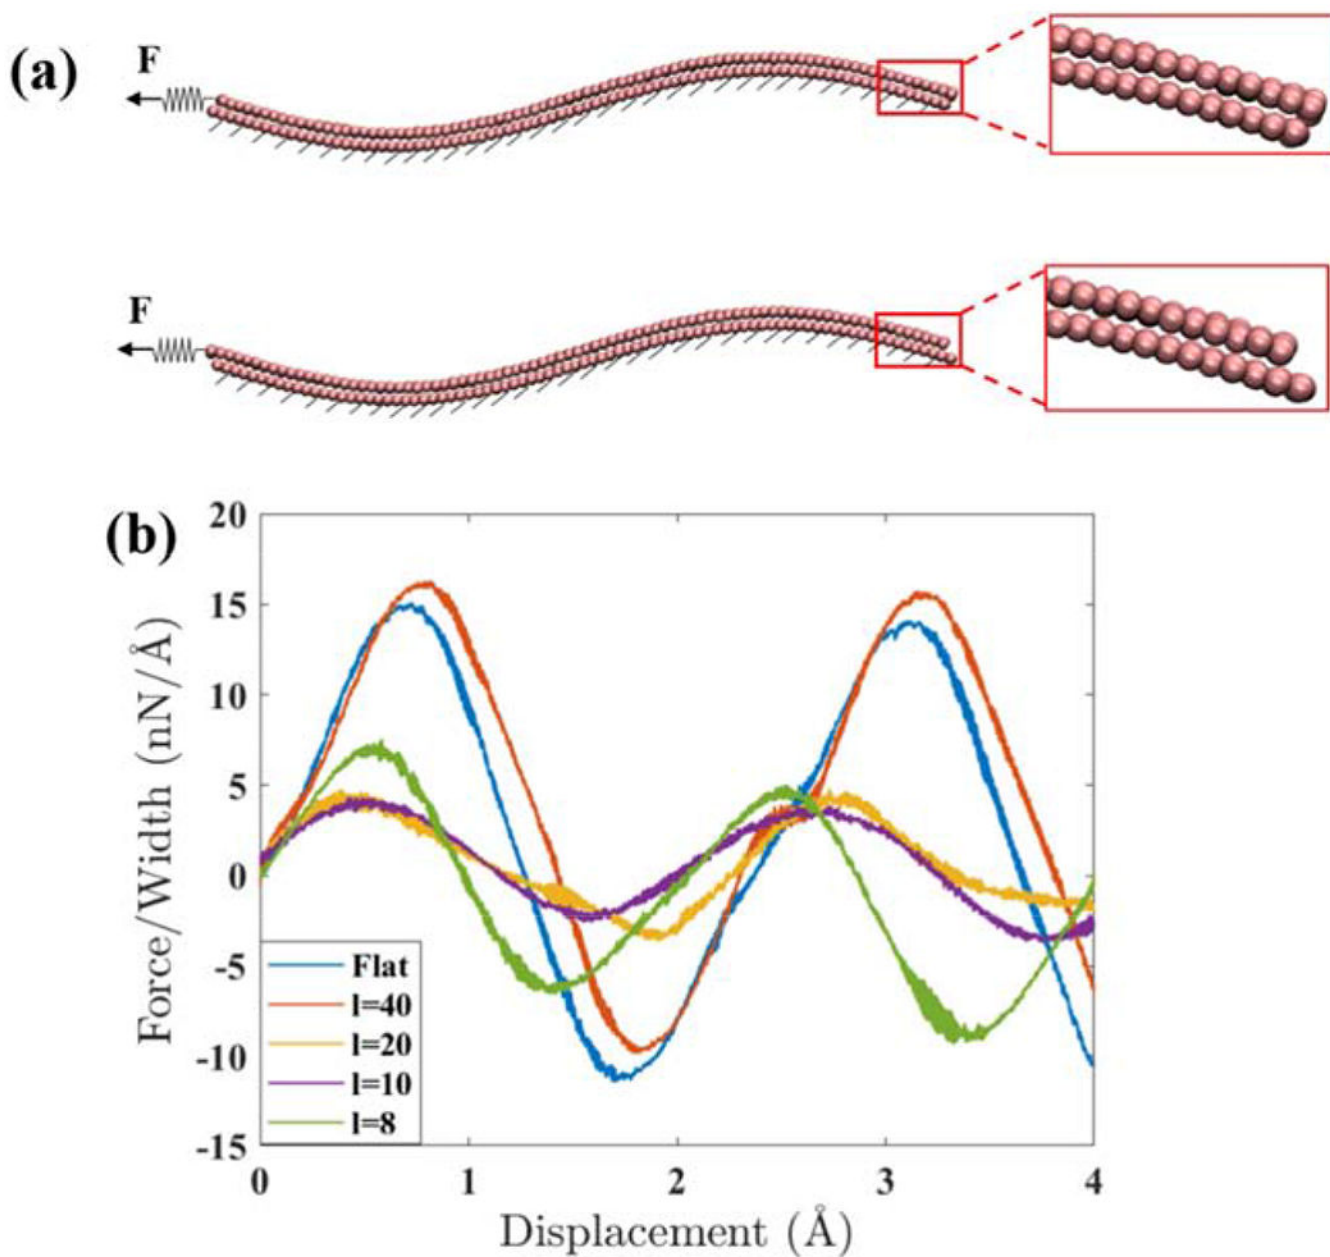 (a)
F
F
(b)
20
15
10
5
0
-5
-10
-15
Force/Width (nN/Å)
Flat
l=40
l=20
l=10
l=8
0 1 2 3 4
Displacement (Å)